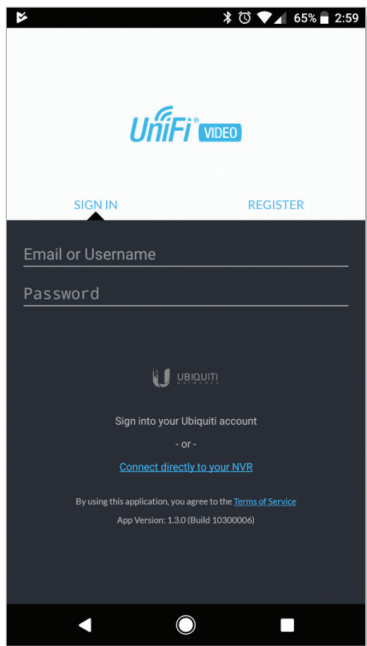 65% 2:59
UniFi® VIDEO
SIGN IN REGISTER
Email or Username
Password
UBIQUITI
Sign into your Ubiquiti account
- or -
Connect directly to your NVR
By using this application, you agree to the Terms of Service
App Version: 1.3.0 (Build 10300006)